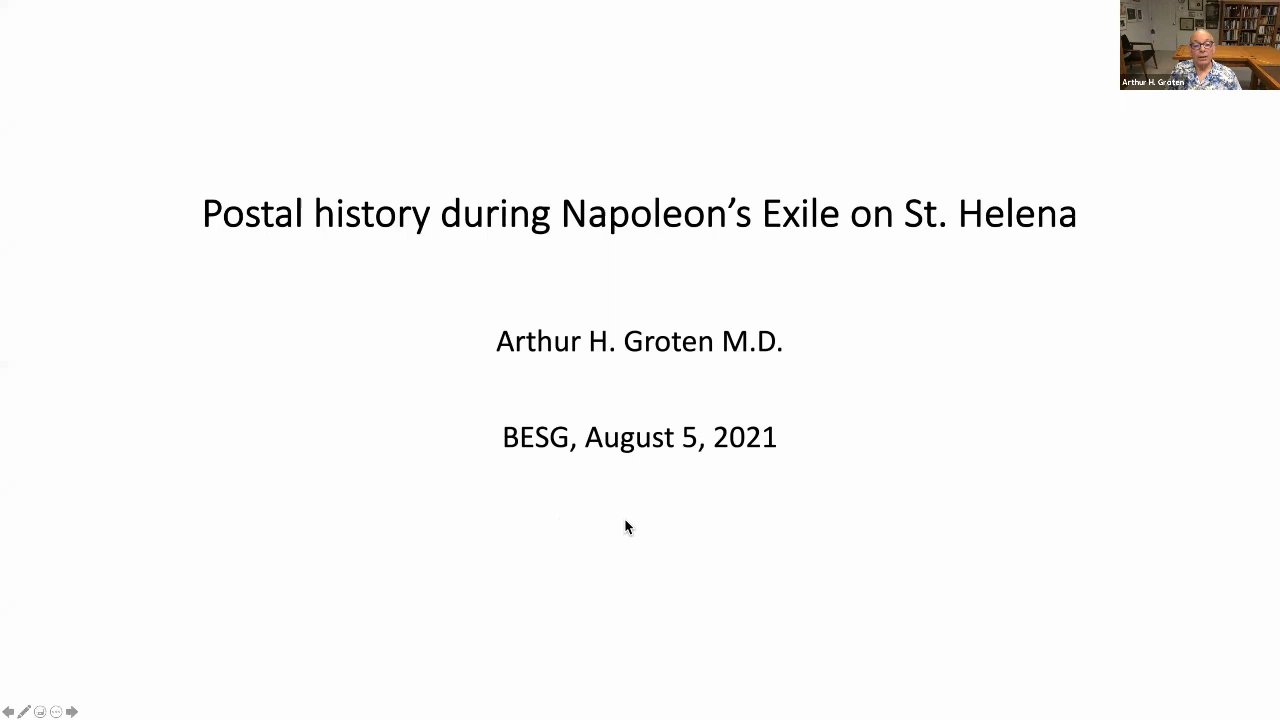 Arthur H. Groten
Postal history during Napoleon’s Exile on St. Helena
Arthur H. Groten M.D.
BESG, August 5, 2021